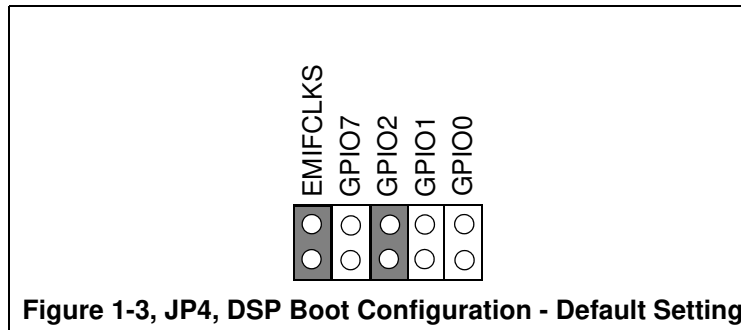 EMIFCLKS
GPIO7
GPIO2
GPIO1
GPIO0
Figure 1-3, JP4, DSP Boot Configuration - Default Setting